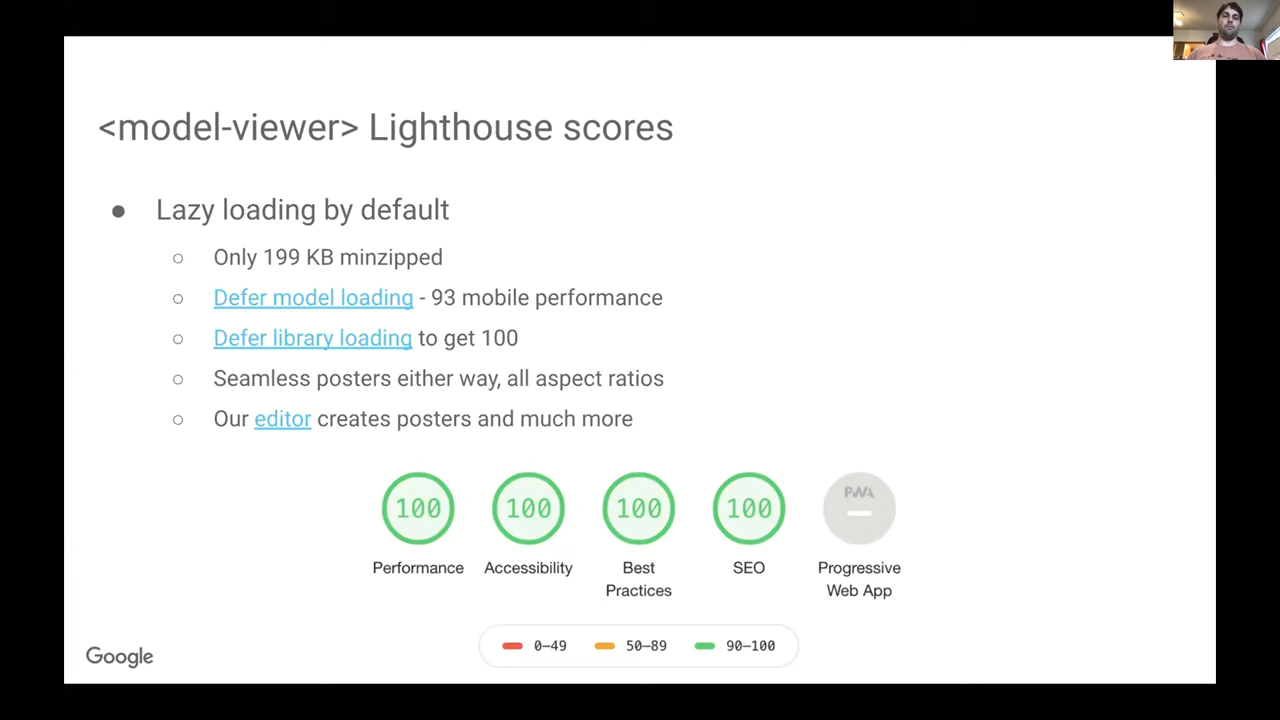 <model-viewer> Lighthouse scores
● Lazy loading by default
○ Only 199 KB minzipped
○ Defer model loading - 93 mobile performance
○ Defer library loading to get 100
○ Seamless posters either way, all aspect ratios
○ Our editor creates posters and much more
100 100 100 100 PWA
Performance Accessibility Best Practices SEO Progressive Web App
0–49 50–89 90–100
Google